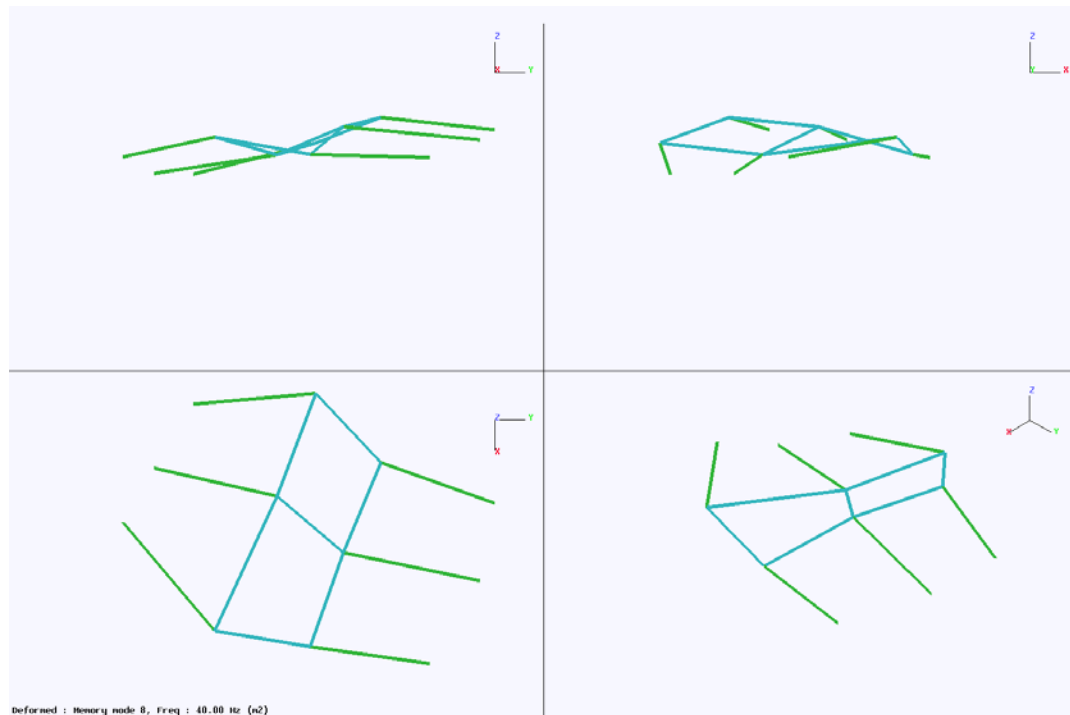 Z
X Y
Z
Y X
Z Y
X
Z
X Y
Deformed : Memory mode 8, Freq : 40.00 Hz (m2)